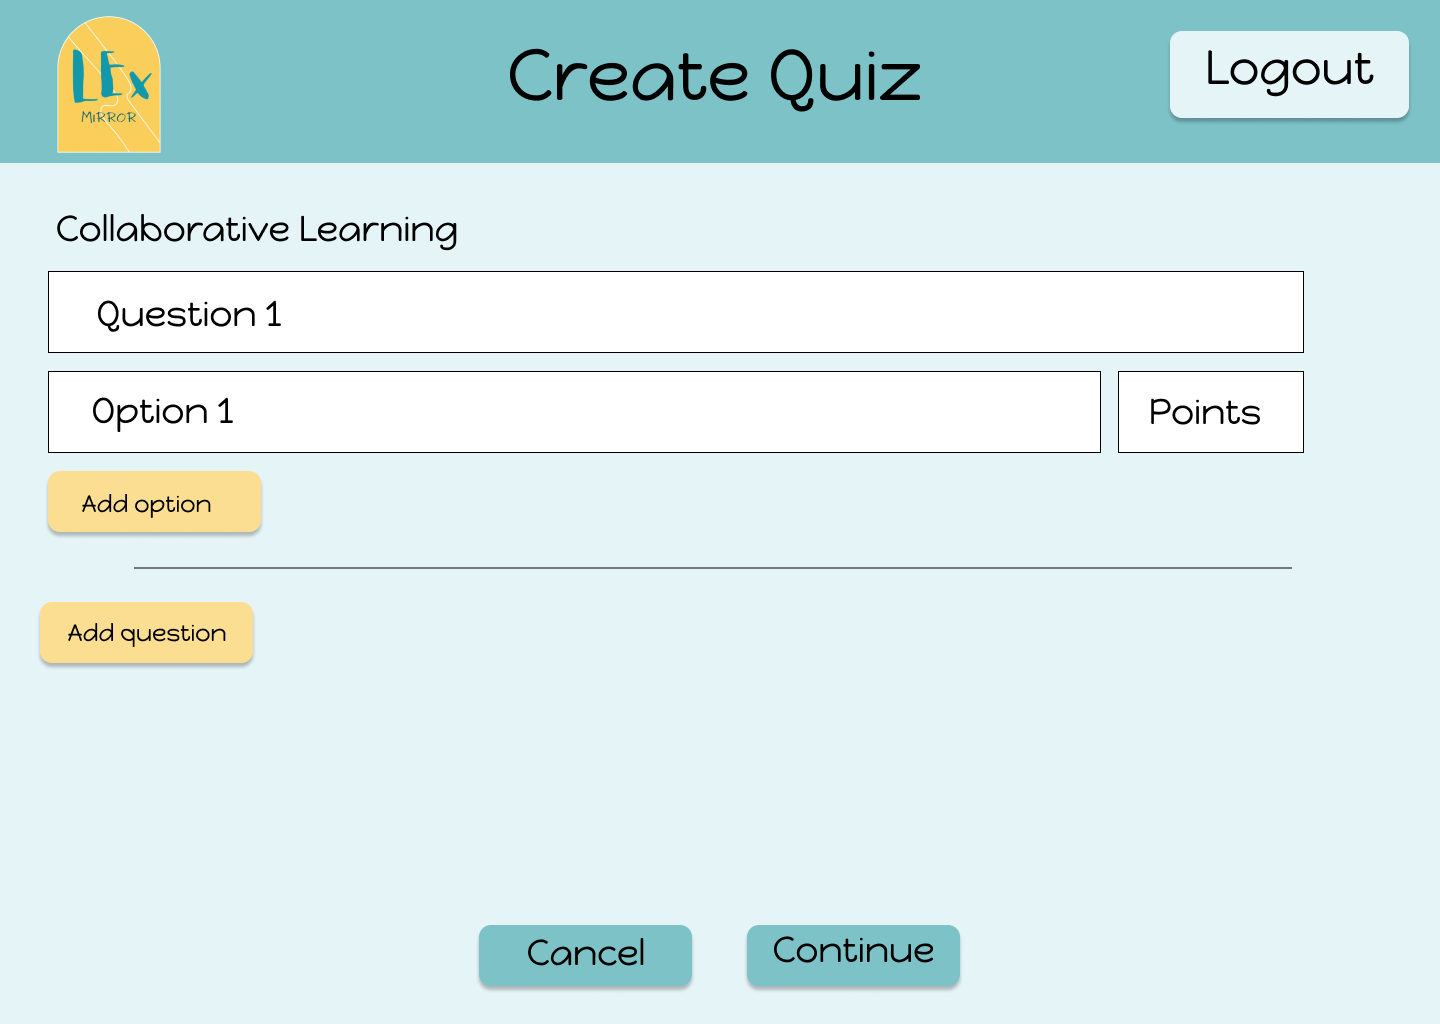 LEx
MIRROR
Create Quiz
Logout
Collaborative Learning
Question 1
Option 1
Points
Add option
Add question
Cancel
Continue